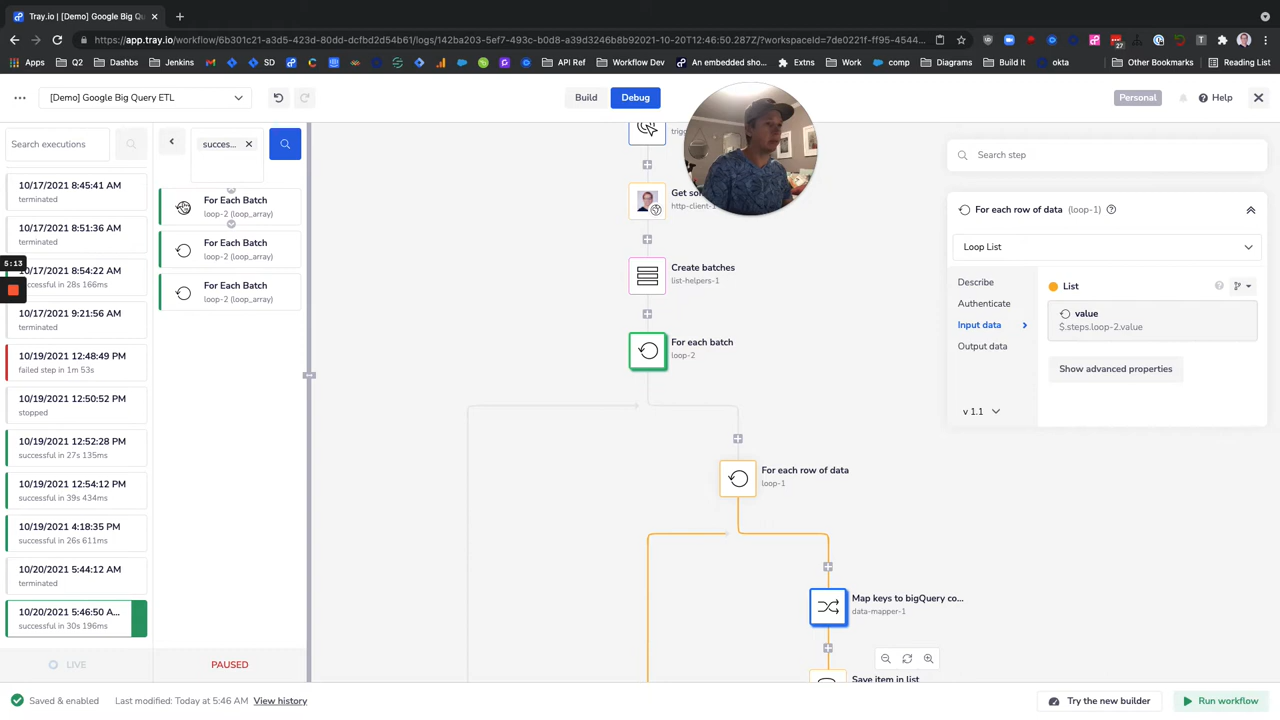 Tray.io | [Demo] Google Big Qu
https://app.tray.io/workflow/6b301c21-a3d5-423d-80dd-dcfbd2d54b61/logs/142ba203-5ef7-493c-b0d8-a39d3246b8b92021-10-20T12:46:50.287Z/?workspaceId=7de0221f-ff95-4544...
27
Apps
Q2
Dashbs
Jenkins
SD
API Ref
Workflow Dev
An embedded sho...
Extns
Work
comp
Diagrams
Build It
okta
Other Bookmarks
Reading List
[Demo] Google Big Query ETL
Build
Debug
Personal
Help
Search executions
10/17/2021 8:45:41 AM
terminated
10/17/2021 8:51:36 AM
terminated
10/17/2021 8:54:22 AM
successful in 28s 166ms
10/17/2021 9:21:56 AM
terminated
10/19/2021 12:48:49 PM
failed step in 1m 53s
10/19/2021 12:50:52 PM
stopped
10/19/2021 12:52:28 PM
successful in 27s 135ms
10/19/2021 12:54:12 PM
successful in 39s 434ms
10/19/2021 4:18:35 PM
successful in 26s 611ms
10/20/2021 5:44:12 AM
terminated
10/20/2021 5:46:50 A...
successful in 30s 196ms
LIVE
5:13
succes...
For Each Batch
loop-2 (loop_array)
For Each Batch
loop-2 (loop_array)
For Each Batch
loop-2 (loop_array)
PAUSED
trigg
Get so
http-client-1
Create batches
list-helpers-1
For each batch
loop-2
For each row of data
loop-1
Map keys to bigQuery co...
data-mapper-1
Save item in list
Search step
For each row of data (loop-1)
Loop List
Describe
Authenticate
Input data
Output data
v 1.1
List
value
$.steps.loop-2.value
Show advanced properties
Saved & enabled
Last modified: Today at 5:46 AM
View history
Try the new builder
Run workflow